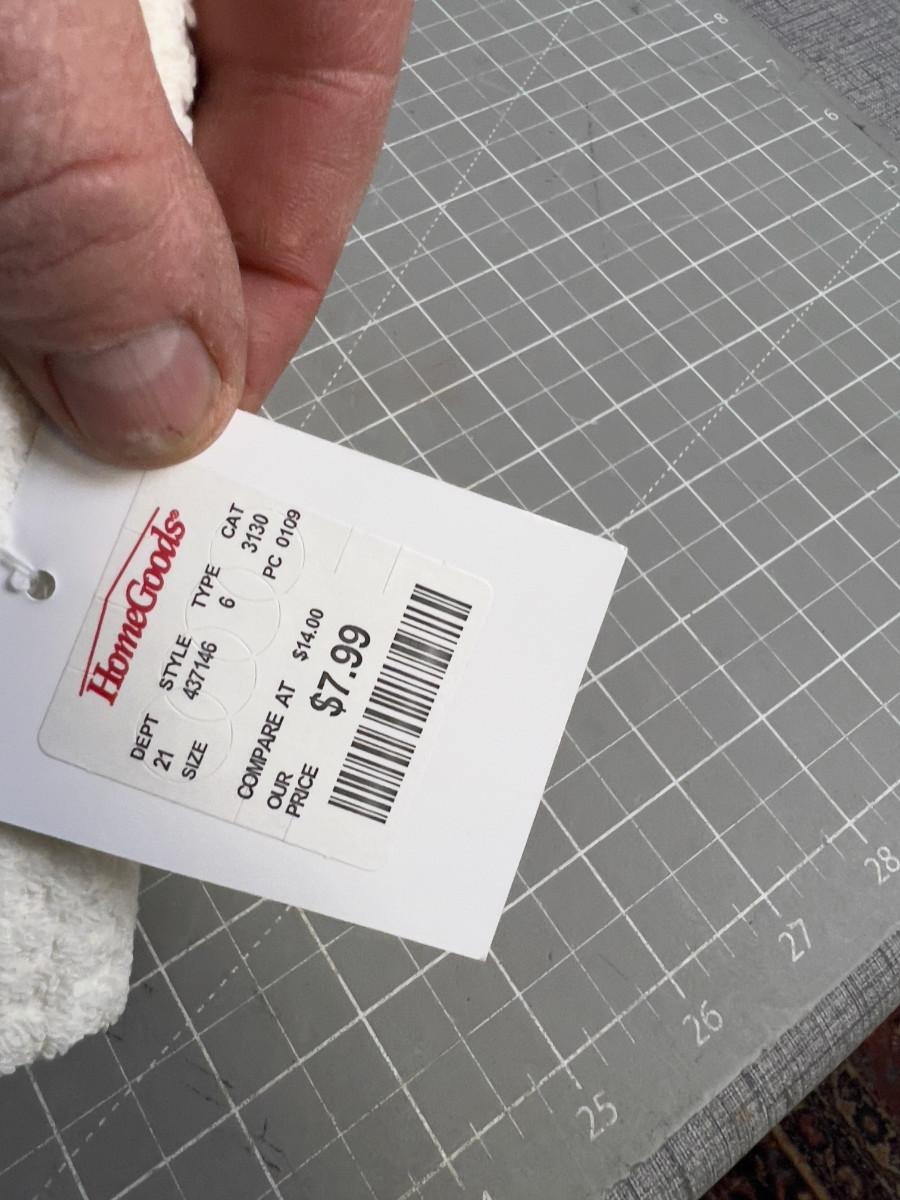 HomeGoods®
DEPT STYLE TYPE CAT
21 437146 6 3130
SIZE PC 0109
COMPARE AT $14.00
OUR
PRICE $7.99
8
7
6
5
28
27
26
25